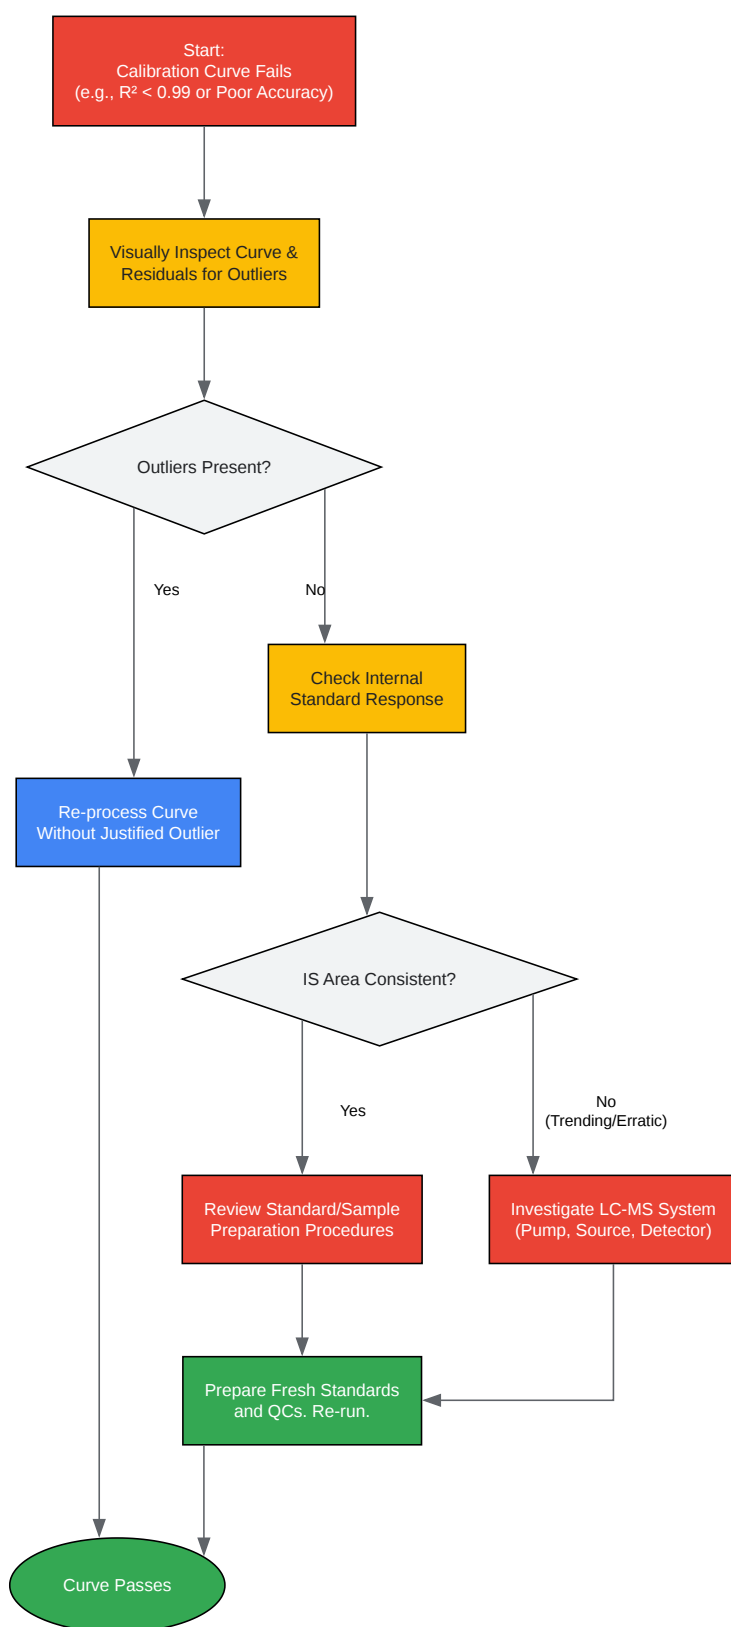 Start:
Calibration Curve Fails
(e.g., R² < 0.99 or Poor Accuracy)
Visually Inspect Curve &
Residuals for Outliers
Outliers Present?
Yes
No
Check Internal
Standard Response
Re-process Curve
Without Justified Outlier
IS Area Consistent?
Yes
No
(Trending/Erratic)
Review Standard/Sample
Preparation Procedures
Investigate LC-MS System
(Pump, Source, Detector)
Prepare Fresh Standards
and QCs. Re-run.
Curve Passes